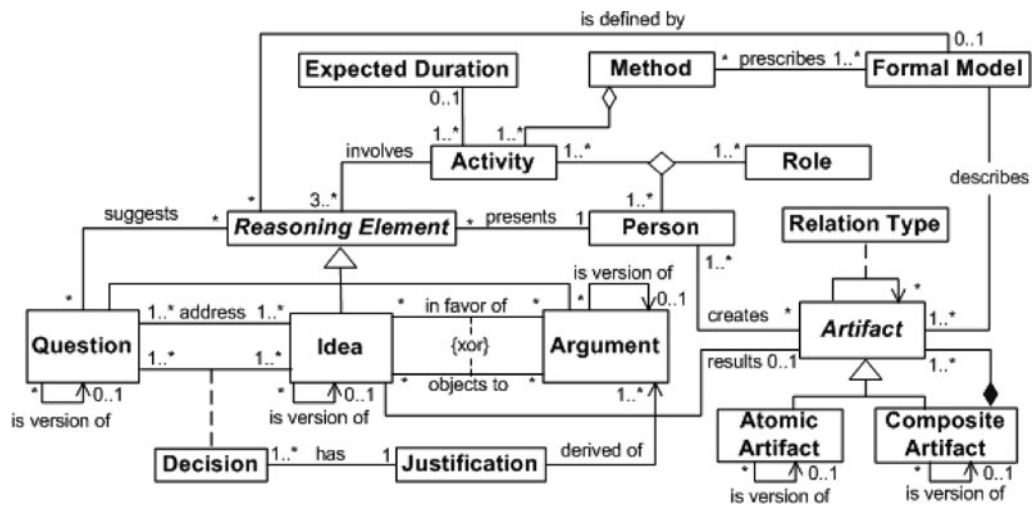 is defined by
* 0..1
Expected Duration
Method
* prescribes 1..*
Formal Model
0..1
1..*
1..*
involves
Activity
1..*
1..*
Role
describes
* 3..* 1..*
suggests
*
Reasoning Element
* presents 1
Person
Relation Type
1..*
is version of
* 0..1
*
* 1..* address 1..* * in favor of *
creates *
Artifact
1..*
Question
Idea
{xor}
Argument
results 0..1
1..*
1..* 1..* * objects to *
* 0..1
is version of
* 0..1
is version of
1..*
Atomic
Artifact
Composite
Artifact
Decision
1..* has 1
Justification
derived of
* 0..1
is version of
* 0..1
is version of